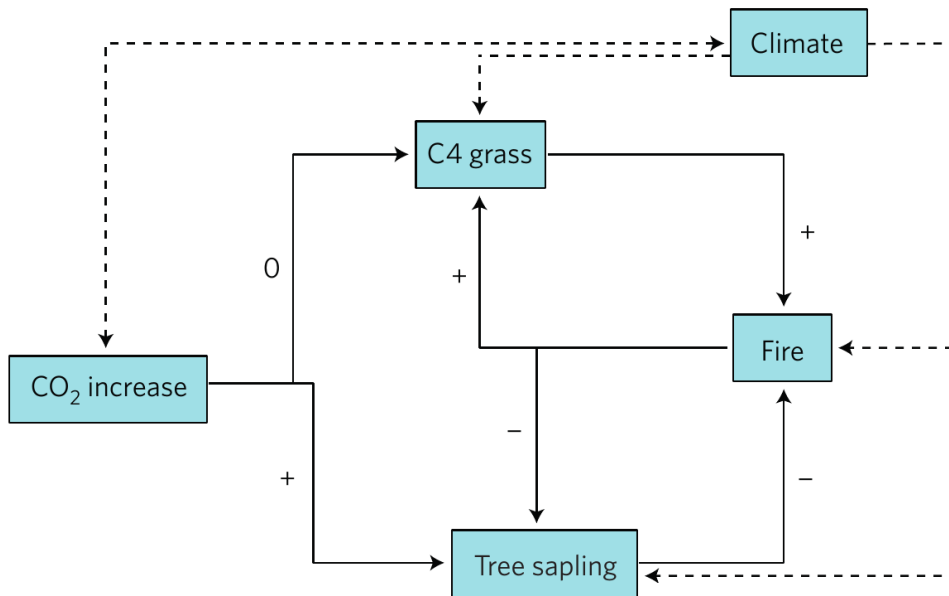 Climate
C4 grass
+
0
+
Fire
CO₂ increase
–
+
–
Tree sapling